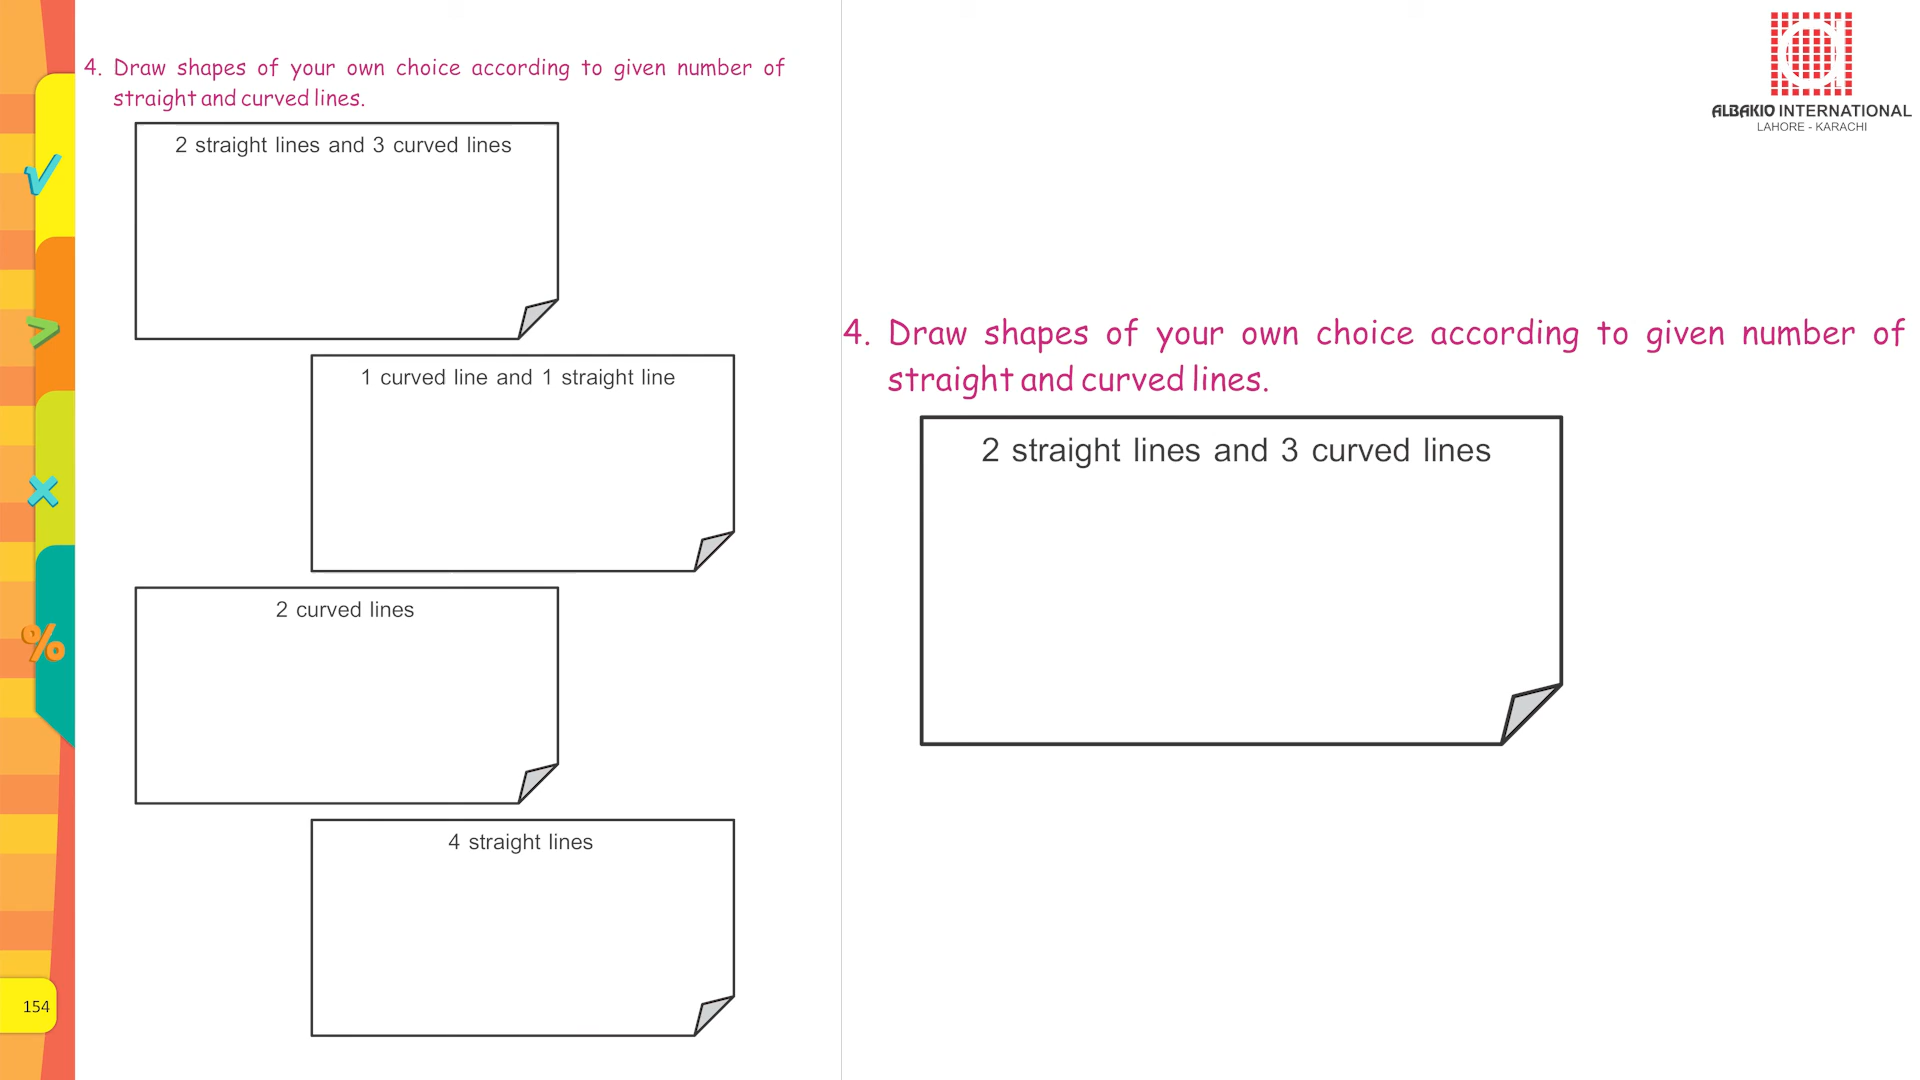 4. Draw shapes of your own choice according to given number of
straight and curved lines.
2 straight lines and 3 curved lines
1 curved line and 1 straight line
2 curved lines
4 straight lines
154
ALBAKIO INTERNATIONAL
LAHORE - KARACHI
4. Draw shapes of your own choice according to given number of
straight and curved lines.
2 straight lines and 3 curved lines